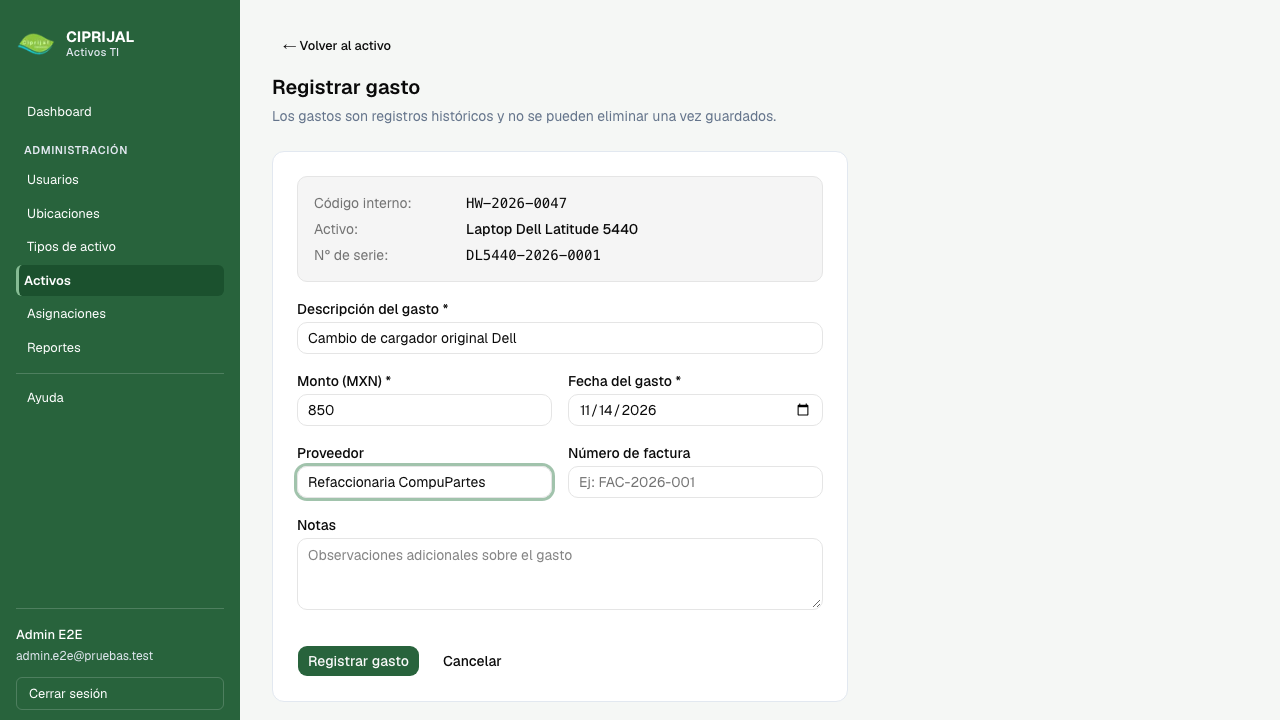 Ciprijal
CIPRIJAL
Activos TI
Dashboard
ADMINISTRACIÓN
Usuarios
Ubicaciones
Tipos de activo
Activos
Asignaciones
Reportes
Ayuda
Admin E2E
admin.e2e@pruebas.test
Cerrar sesión
← Volver al activo
Registrar gasto
Los gastos son registros históricos y no se pueden eliminar una vez guardados.
Código interno: HW-2026-0047
Activo: Laptop Dell Latitude 5440
N° de serie: DL5440-2026-0001
Descripción del gasto *
Cambio de cargador original Dell
Monto (MXN) * Fecha del gasto *
850 11/14/2026
Proveedor Número de factura
Refaccionaria CompuPartes Ej: FAC-2026-001
Notas
Observaciones adicionales sobre el gasto
Registrar gasto Cancelar